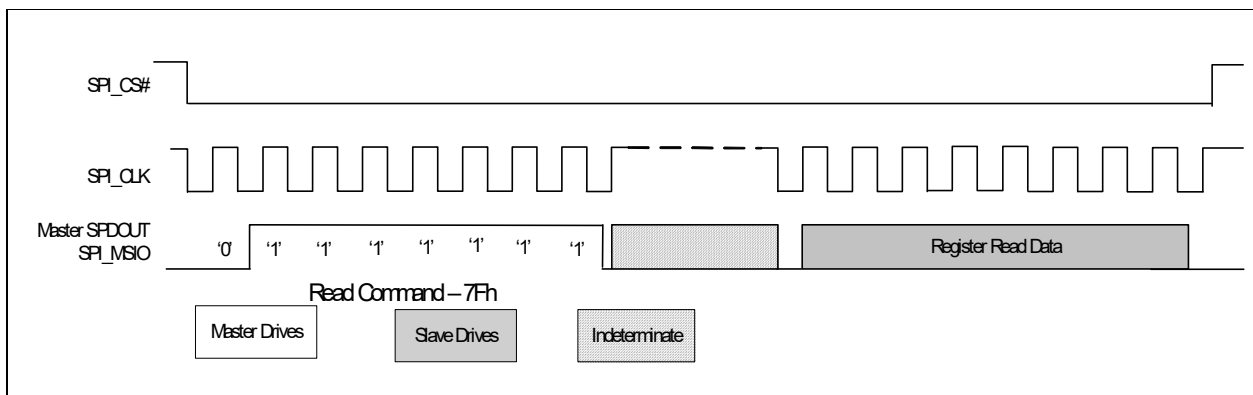 SPI_CS#
SPI_CLK
Master SPDOUT
SPI_MSIO
'0' '1' '1' '1' '1' '1' '1' '1'
Register Read Data
Read Command – 7Fh
Master Drives
Slave Drives
Indeterminate